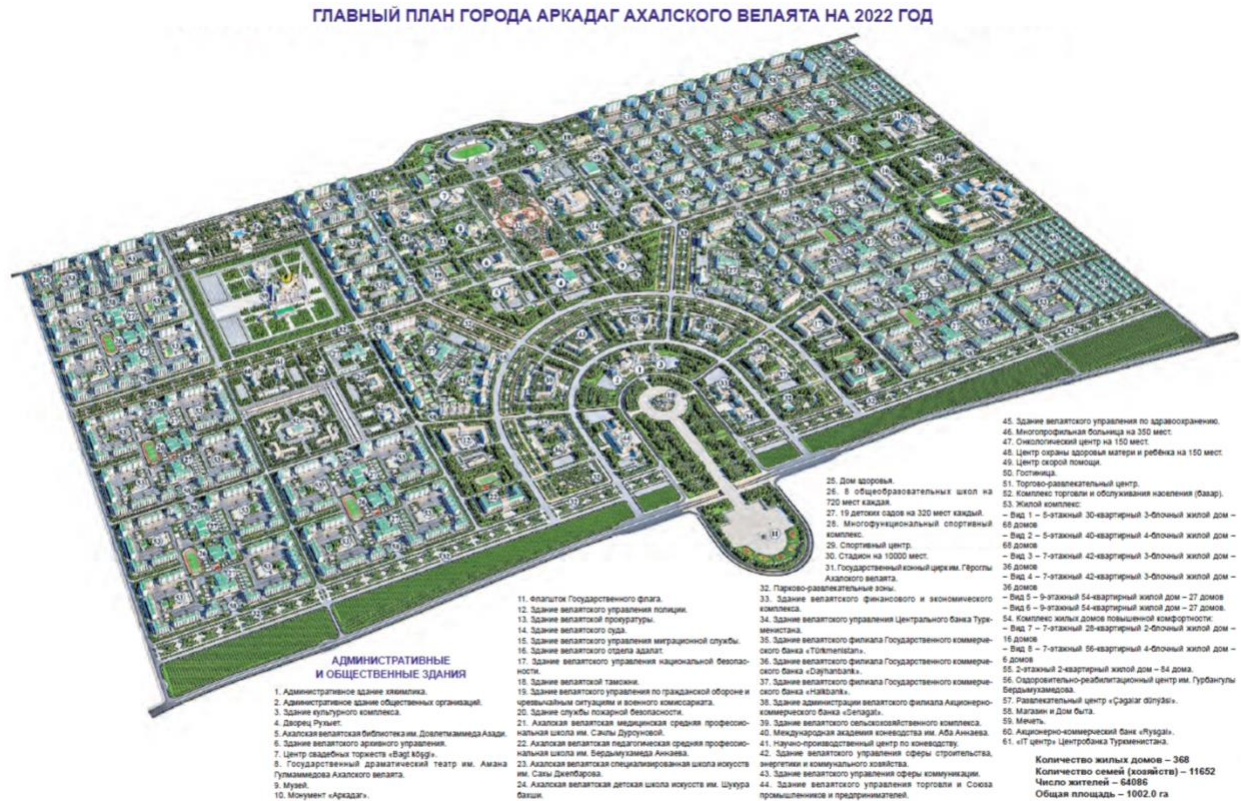 ГЛАВНЫЙ ПЛАН ГОРОДА АРКАДАГ АХАЛСКОГО ВЕЛАЯТА НА 2022 ГОД
АДМИНИСТРАТИВНЫЕ
И ОБЩЕСТВЕННЫЕ ЗДАНИЯ
1. Административное здание хякимлика.
2. Административное здание общественных организаций.
3. Здание культурного комплекса.
4. Дворец Рухыет.
5. Ахалская велаятская библиотека им. Довлетмаммеда Азади.
6. Здание велаятского архивного управления.
7. Центр свадебных торжеств «Bagt köşgi».
8. Государственный драматический театр им. Амана
Гулмаммедова Ахалского велаята.
9. Музей.
10. Монумент «Аркадаг».
11. Флагшток Государственного флага.
12. Здание велаятского управления полиции.
13. Здание велаятской прокуратуры.
14. Здание велаятского суда.
15. Здание велаятского управления миграционной службы.
16. Здание велаятского отдела адалат.
17. Здание велаятского управления национальной безопас-
ности.
18. Здание велаятской таможни.
19. Здание велаятского управления по гражданской обороне и
чрезвычайным ситуациям и военного комиссариата.
20. Здание службы пожарной безопасности.
21. Ахалская велаятская медицинская средняя профессио-
нальная школа им. Сачлы Дурсуновой.
22. Ахалская велаятская педагогическая средняя профессио-
нальная школа им. Бердымухамеда Аннаева.
23. Ахалская велаятская специализированная школа искусств
им. Сахы Джепбарова.
24. Ахалская велаятская детская школа искусств им. Шукура
бахши.
25. Дом здоровья.
26. 8 общеобразовательных школ на
720 мест каждая.
27. 19 детских садов на 320 мест каждый.
28. Многофункциональный спортивный
комплекс.
29. Спортивный центр.
30. Стадион на 10000 мест.
31. Государственный конный цирк им. Гёроглы
Ахалского велаята.
32. Парково-развлекательные зоны.
33. Здание велаятского финансового и экономического
комплекса.
34. Здание велаятского управления Центрального банка Турк-
менистана.
35. Здание велаятского филиала Государственного коммерче-
ского банка «Türkmenistan».
36. Здание велаятского филиала Государственного коммерче-
ского банка «Daýhanbank».
37. Здание велаятского филиала Государственного коммерче-
ского банка «Halkbank».
38. Здание администрации велаятского филиала Акционерно-
коммерческого банка «Senagat».
39. Здание велаятского сельскохозяйственного комплекса.
40. Международная академия коневодства им. Аба Аннаева.
41. Научно-производственный центр по коневодству.
42. Здание велаятского управления сферы строительства,
энергетики и коммунального хозяйства.
43. Здание велаятского управления сферы коммуникации.
44. Здание велаятского управления торговли и Союза
промышленников и предпринимателей.
45. Здание велаятского управления по здравоохранению.
46. Многопрофильная больница на 350 мест.
47. Онкологический центр на 150 мест.
48. Центр охраны здоровья матери и ребёнка на 150 мест.
49. Центр скорой помощи.
50. Гостиница.
51. Торгово-развлекательный центр.
52. Комплекс торговли и обслуживания населения (базар).
53. Жилой комплекс:
– Вид 1 – 5-этажный 30-квартирный 3-блочный жилой дом –
68 домов
– Вид 2 – 5-этажный 40-квартирный 4-блочный жилой дом –
68 домов
– Вид 3 – 7-этажный 42-квартирный 3-блочный жилой дом –
36 домов
– Вид 4 – 7-этажный 42-квартирный 3-блочный жилой дом –
36 домов
– Вид 5 – 9-этажный 54-квартирный жилой дом – 27 домов
– Вид 6 – 9-этажный 54-квартирный жилой дом – 27 домов.
54. Комплекс жилых домов повышенной комфортности:
– Вид 7 – 7-этажный 28-квартирный 2-блочный жилой дом –
16 домов
– Вид 8 – 7-этажный 56-квартирный 4-блочный жилой дом –
6 домов
55. 2-этажный 2-квартирный жилой дом – 84 дома.
56. Оздоровительно-реабилитационный центр им. Гурбангулы
Бердымухамедова.
57. Развлекательный центр «Çagalar dünýäsi».
58. Магазин и Дом быта.
59. Мечеть.
60. Акционерно-коммерческий банк «Rysgal».
61. «IT центр» Центробанка Туркменистана.
Количество жилых домов – 368
Количество семей (хозяйств) – 11652
Число жителей – 64086
Общая площадь – 1002.0 га